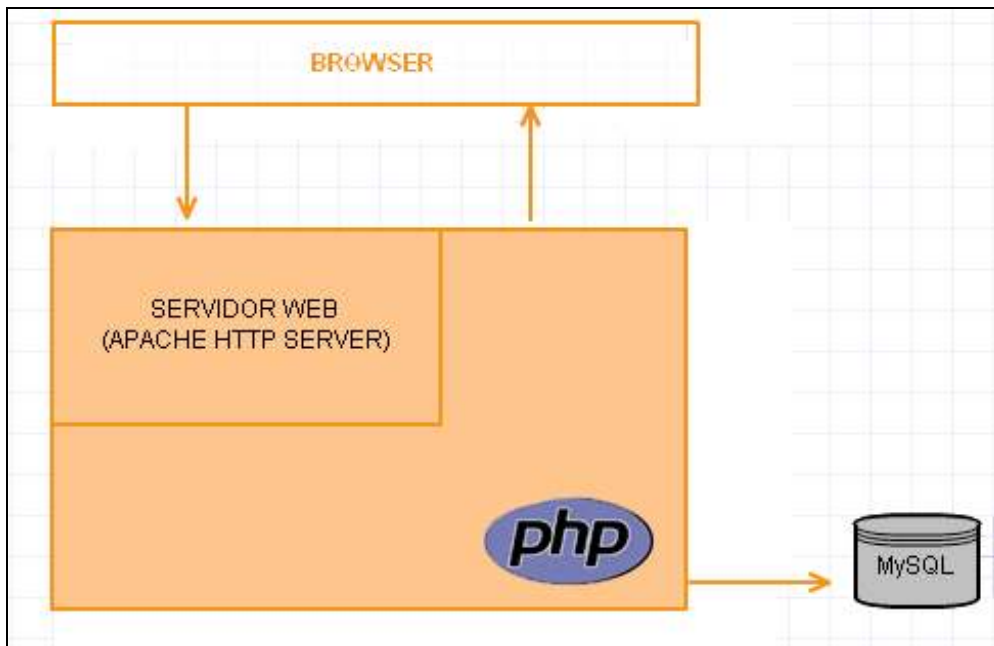 BROWSER
SERVIDOR WEB
(APACHE HTTP SERVER)
php
MySQL